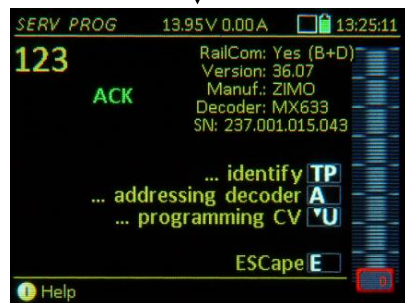 SERV PROG 13.95V 0.00A 13:25:11
123
RailCom: Yes (B+D)
Version: 36.07
ACK
Manuf.: ZIMO
Decoder: MX633
SN: 237.001.015.043
... identify TP
... addressing decoder A
... programming CV U
ESCape E
0
i Help